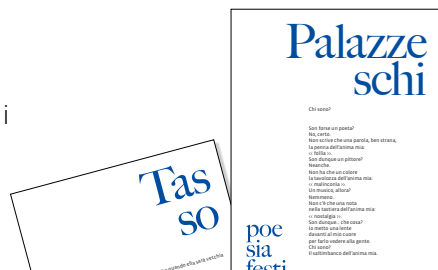 i
Tas
so
quando ella sarà vecchia
Palazze
schi
Chi sono?
Son forse un poeta?
No, certo.
Non scrive che una parola, ben strana,
la penna dell'anima mia:
‹‹ follia ››.
Son dunque un pittore?
Neanche.
Non ha che un colore
la tavolozza dell'anima mia:
‹‹ malinconia ››.
Un musico, allora?
Nemmeno.
Non c'è che una nota
nella tastiera dell'anima mia:
‹‹ nostalgia ››.
Son dunque... che cosa?
Io metto una lente
davanti al mio cuore
per farlo vedere alla gente
Chi sono?
Il saltimbanco dell'anima mia.
poe
sia
festi